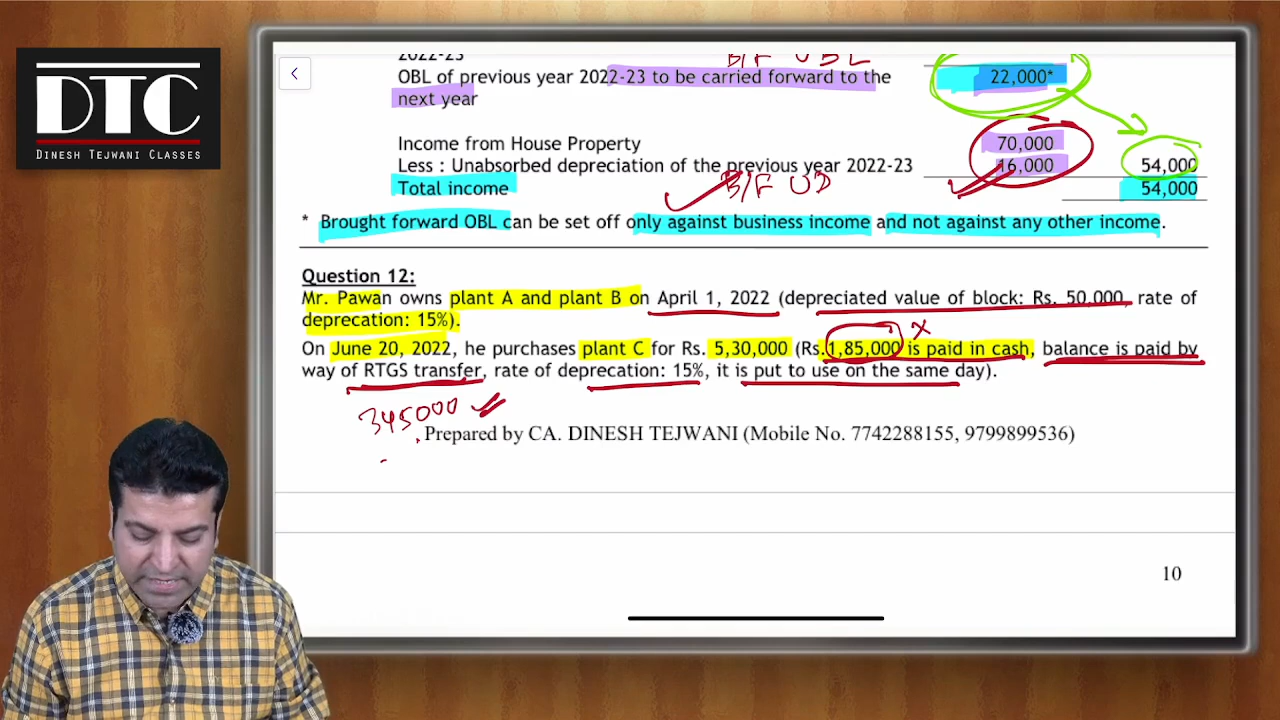 DTC
DINESH TEJWANI CLASSES
2022-23
B/F UBL
OBL of previous year 2022-23 to be carried forward to the 22,000*
next year
Income from House Property 70,000
Less : Unabsorbed depreciation of the previous year 2022-23 16,000 54,000
Total income B/F UD 54,000
* Brought forward OBL can be set off only against business income and not against any other income.
Question 12:
Mr. Pawan owns plant A and plant B on April 1, 2022 (depreciated value of block: Rs. 50,000, rate of
deprecation: 15%).
On June 20, 2022, he purchases plant C for Rs. 5,30,000 (Rs.1,85,000 is paid in cash, balance is paid by
way of RTGS transfer, rate of deprecation: 15%, it is put to use on the same day).
345000
Prepared by CA. DINESH TEJWANI (Mobile No. 7742288155, 9799899536)
10